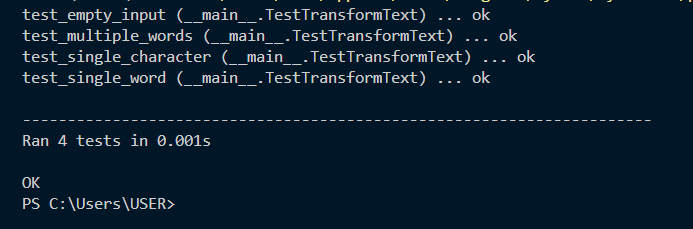 test_empty_input (__main__.TestTransformText) ... ok
test_multiple_words (__main__.TestTransformText) ... ok
test_single_character (__main__.TestTransformText) ... ok
test_single_word (__main__.TestTransformText) ... ok
----------------------------------------------------------------------
Ran 4 tests in 0.001s
OK
PS C:\Users\USER>